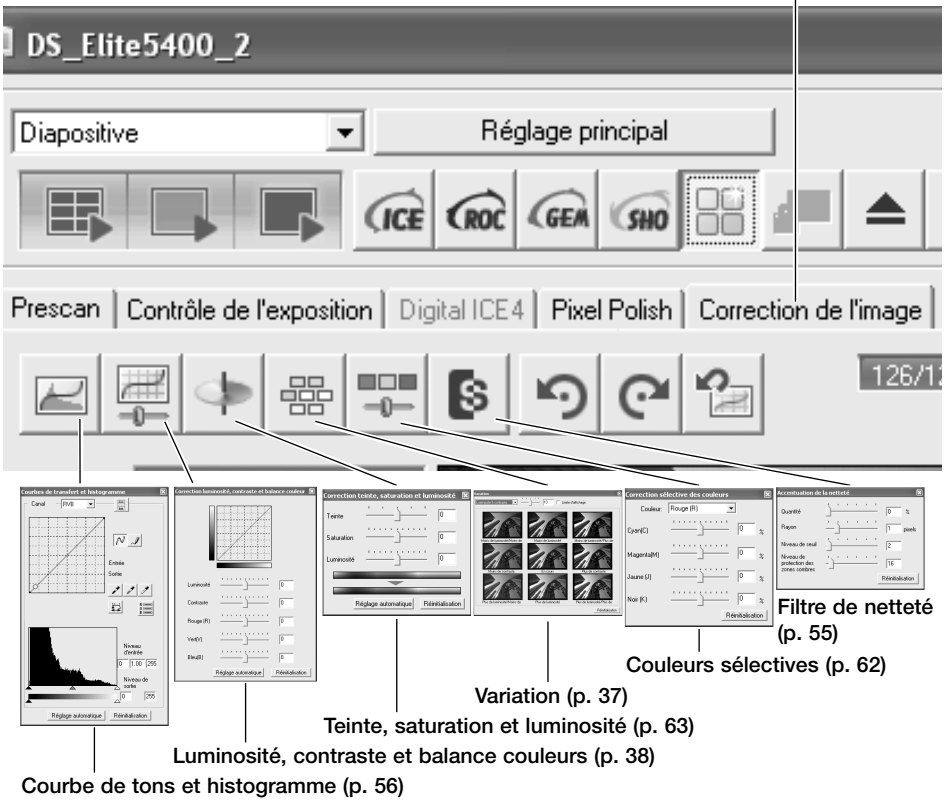 DS_Elite5400_2
Diapositive
Réglage principal
ICE
ROC
GEM
SHO
Prescan
Contrôle de l'exposition
Digital ICE4
Pixel Polish
Correction de l'image
126/12
S
Courbes de transfert et histogramme
Canal
RVB
Entrée
Sortie
Niveau
d'entrée
0 1.00 255
Niveau de
sortie
0 255
Réglage automatique
Réinitialisation
Correction luminosité, contraste et balance couleur
Luminosité 0
Contraste 0
Rouge (R) 0
Vert(V) 0
Bleu(B) 0
Réglage automatique
Réinitialisation
Correction teinte, saturation et luminosité
Teinte 0
Saturation 0
Luminosité 0
Réglage automatique
Réinitialisation
Variation
Correction sélective des couleurs
Couleur: Rouge (R)
Cyan(C) 0 %
Magenta(M) 0 %
Jaune (J) 0 %
Noir (K) 0 %
Réinitialisation
Accentuation de la netteté
Quantité 0 %
Rayon 1 pixels
Niveau de seuil 2
Niveau de
protection des
zones sombres
16
Réinitialisation
Filtre de netteté
(p. 55)
Couleurs sélectives (p. 62)
Variation (p. 37)
Teinte, saturation et luminosité (p. 63)
Luminosité, contraste et balance couleurs (p. 38)
Courbe de tons et histogramme (p. 56)